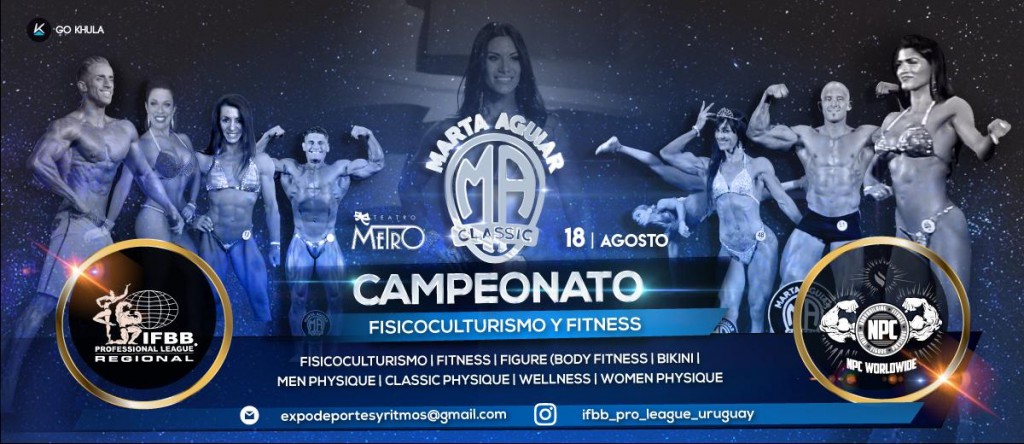 GO KHULA
MARTA AGUIAR
MA
CLASSIC
TEATRO
METRO
18 | AGOSTO
CAMPEONATO
FISICOCULTURISMO Y FITNESS
IFBB
PROFESSIONAL LEAGUE
REGIONAL
NPC
NPC WORLDWIDE
FISICOCULTURISMO | FITNESS | FIGURE (BODY FITNESS | BIKINI |
MEN PHYSIQUE | CLASSIC PHYSIQUE | WELLNESS | WOMEN PHYSIQUE
expodeportesyritmos@gmail.com
ifbb_pro_league_uruguay